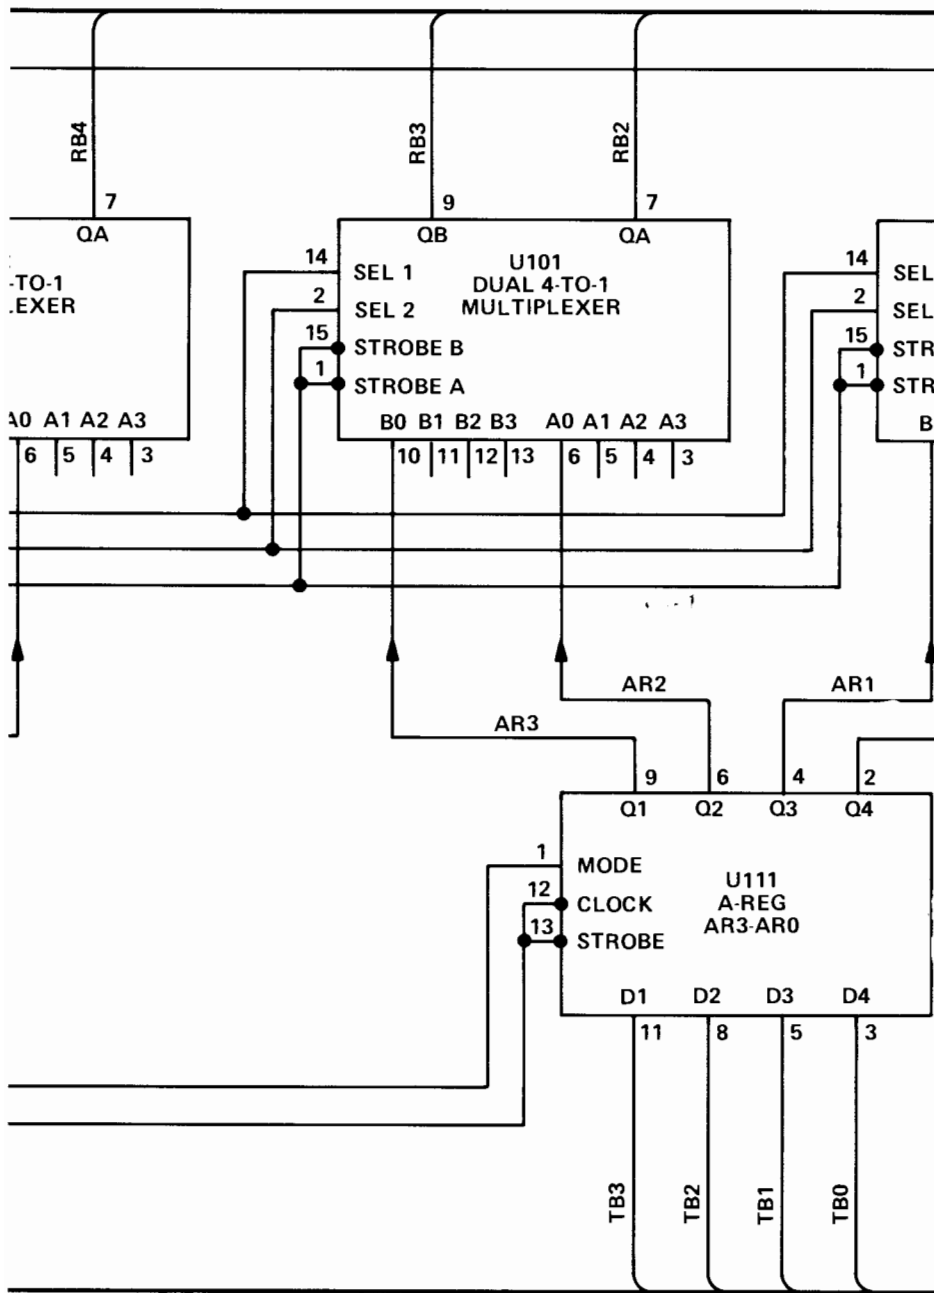 RB4
RB3
RB2
7
9
7
QA
QB
QA
-TO-1
EXER
U101
DUAL 4-TO-1
MULTIPLEXER
14
SEL 1
2
SEL 2
15
STROBE B
1
STROBE A
14
SEL
2
SEL
15
STR
1
STR
A0 A1 A2 A3
6 5 4 3
B0 B1 B2 B3 A0 A1 A2 A3
10 11 12 13 6 5 4 3
B
AR2
AR1
AR3
9 6 4 2
Q1 Q2 Q3 Q4
1
MODE
12
CLOCK
13
STROBE
U111
A-REG
AR3-AR0
D1 D2 D3 D4
11 8 5 3
TB3
TB2
TB1
TB0